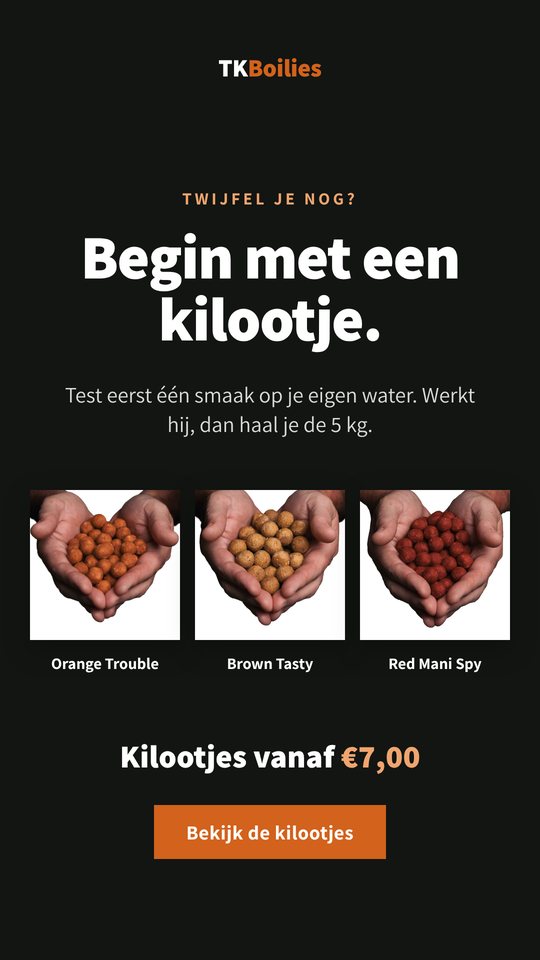 TKBoilies
TWIJFEL JE NOG?
Begin met een
kilootje.
Test eerst één smaak op je eigen water. Werkt
hij, dan haal je de 5 kg.
Orange Trouble
Brown Tasty
Red Mani Spy
Kilootjes vanaf €7,00
Bekijk de kilootjes